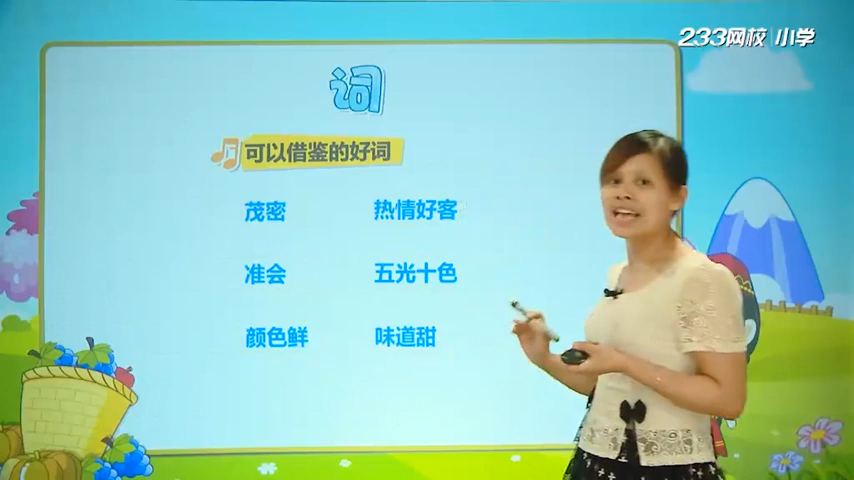 233网校 小学
词
词 可以借鉴的好词
茂密 热情好客
准会 五光十色
颜色鲜 味道甜